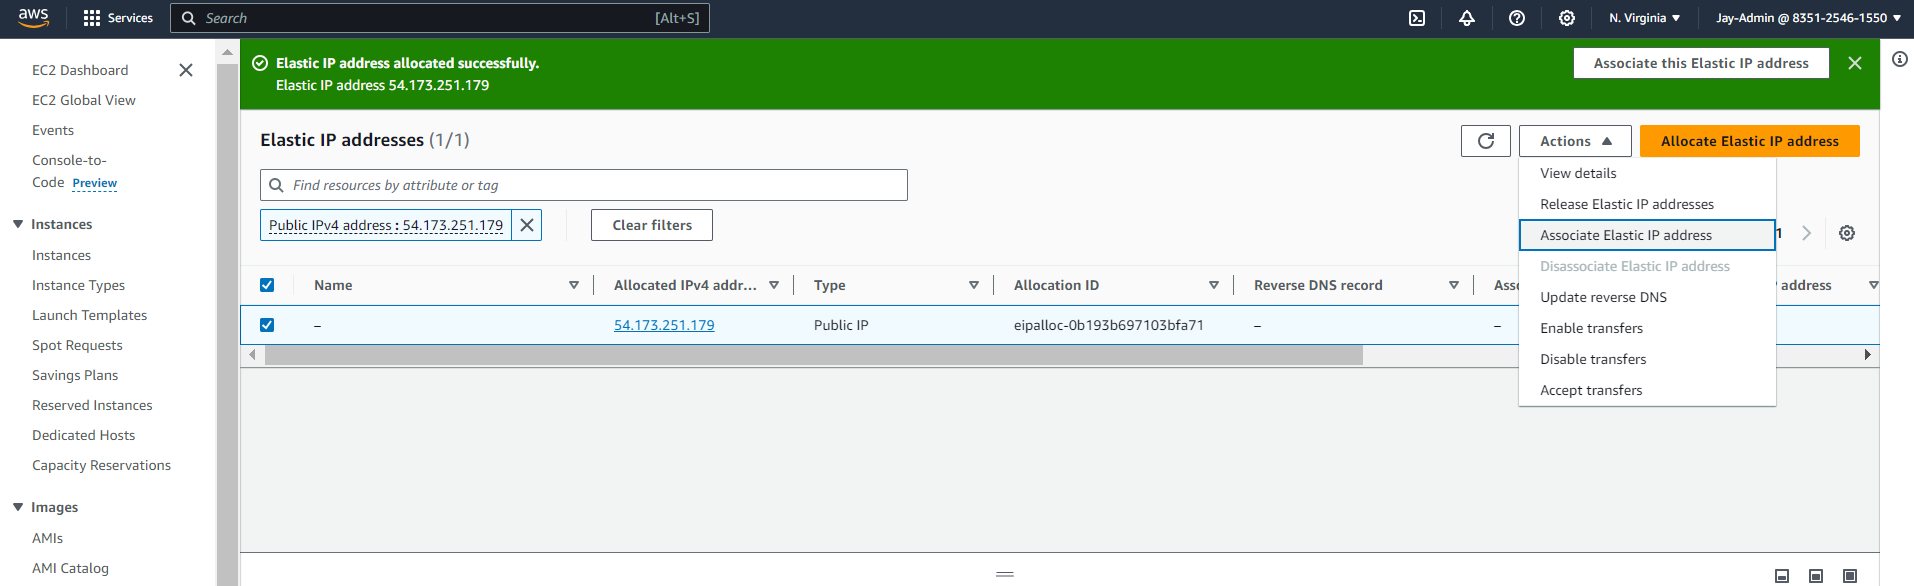 aws
Services
Search
[Alt+S]
N. Virginia
Jay-Admin @ 8351-2546-1550
EC2 Dashboard
EC2 Global View
Events
Console-to-
Code Preview
Instances
Instances
Instance Types
Launch Templates
Spot Requests
Savings Plans
Reserved Instances
Dedicated Hosts
Capacity Reservations
Images
AMIs
AMI Catalog
Elastic IP address allocated successfully.
Elastic IP address 54.173.251.179
Associate this Elastic IP address
Elastic IP addresses (1/1)
Actions
Allocate Elastic IP address
Find resources by attribute or tag
Public IPv4 address : 54.173.251.179
Clear filters
1
View details
Release Elastic IP addresses
Associate Elastic IP address
Disassociate Elastic IP address
Update reverse DNS
Enable transfers
Disable transfers
Accept transfers
Name
Allocated IPv4 addr...
Type
Allocation ID
Reverse DNS record
Asso
address
–
54.173.251.179
Public IP
eipalloc-0b193b697103bfa71
–
–